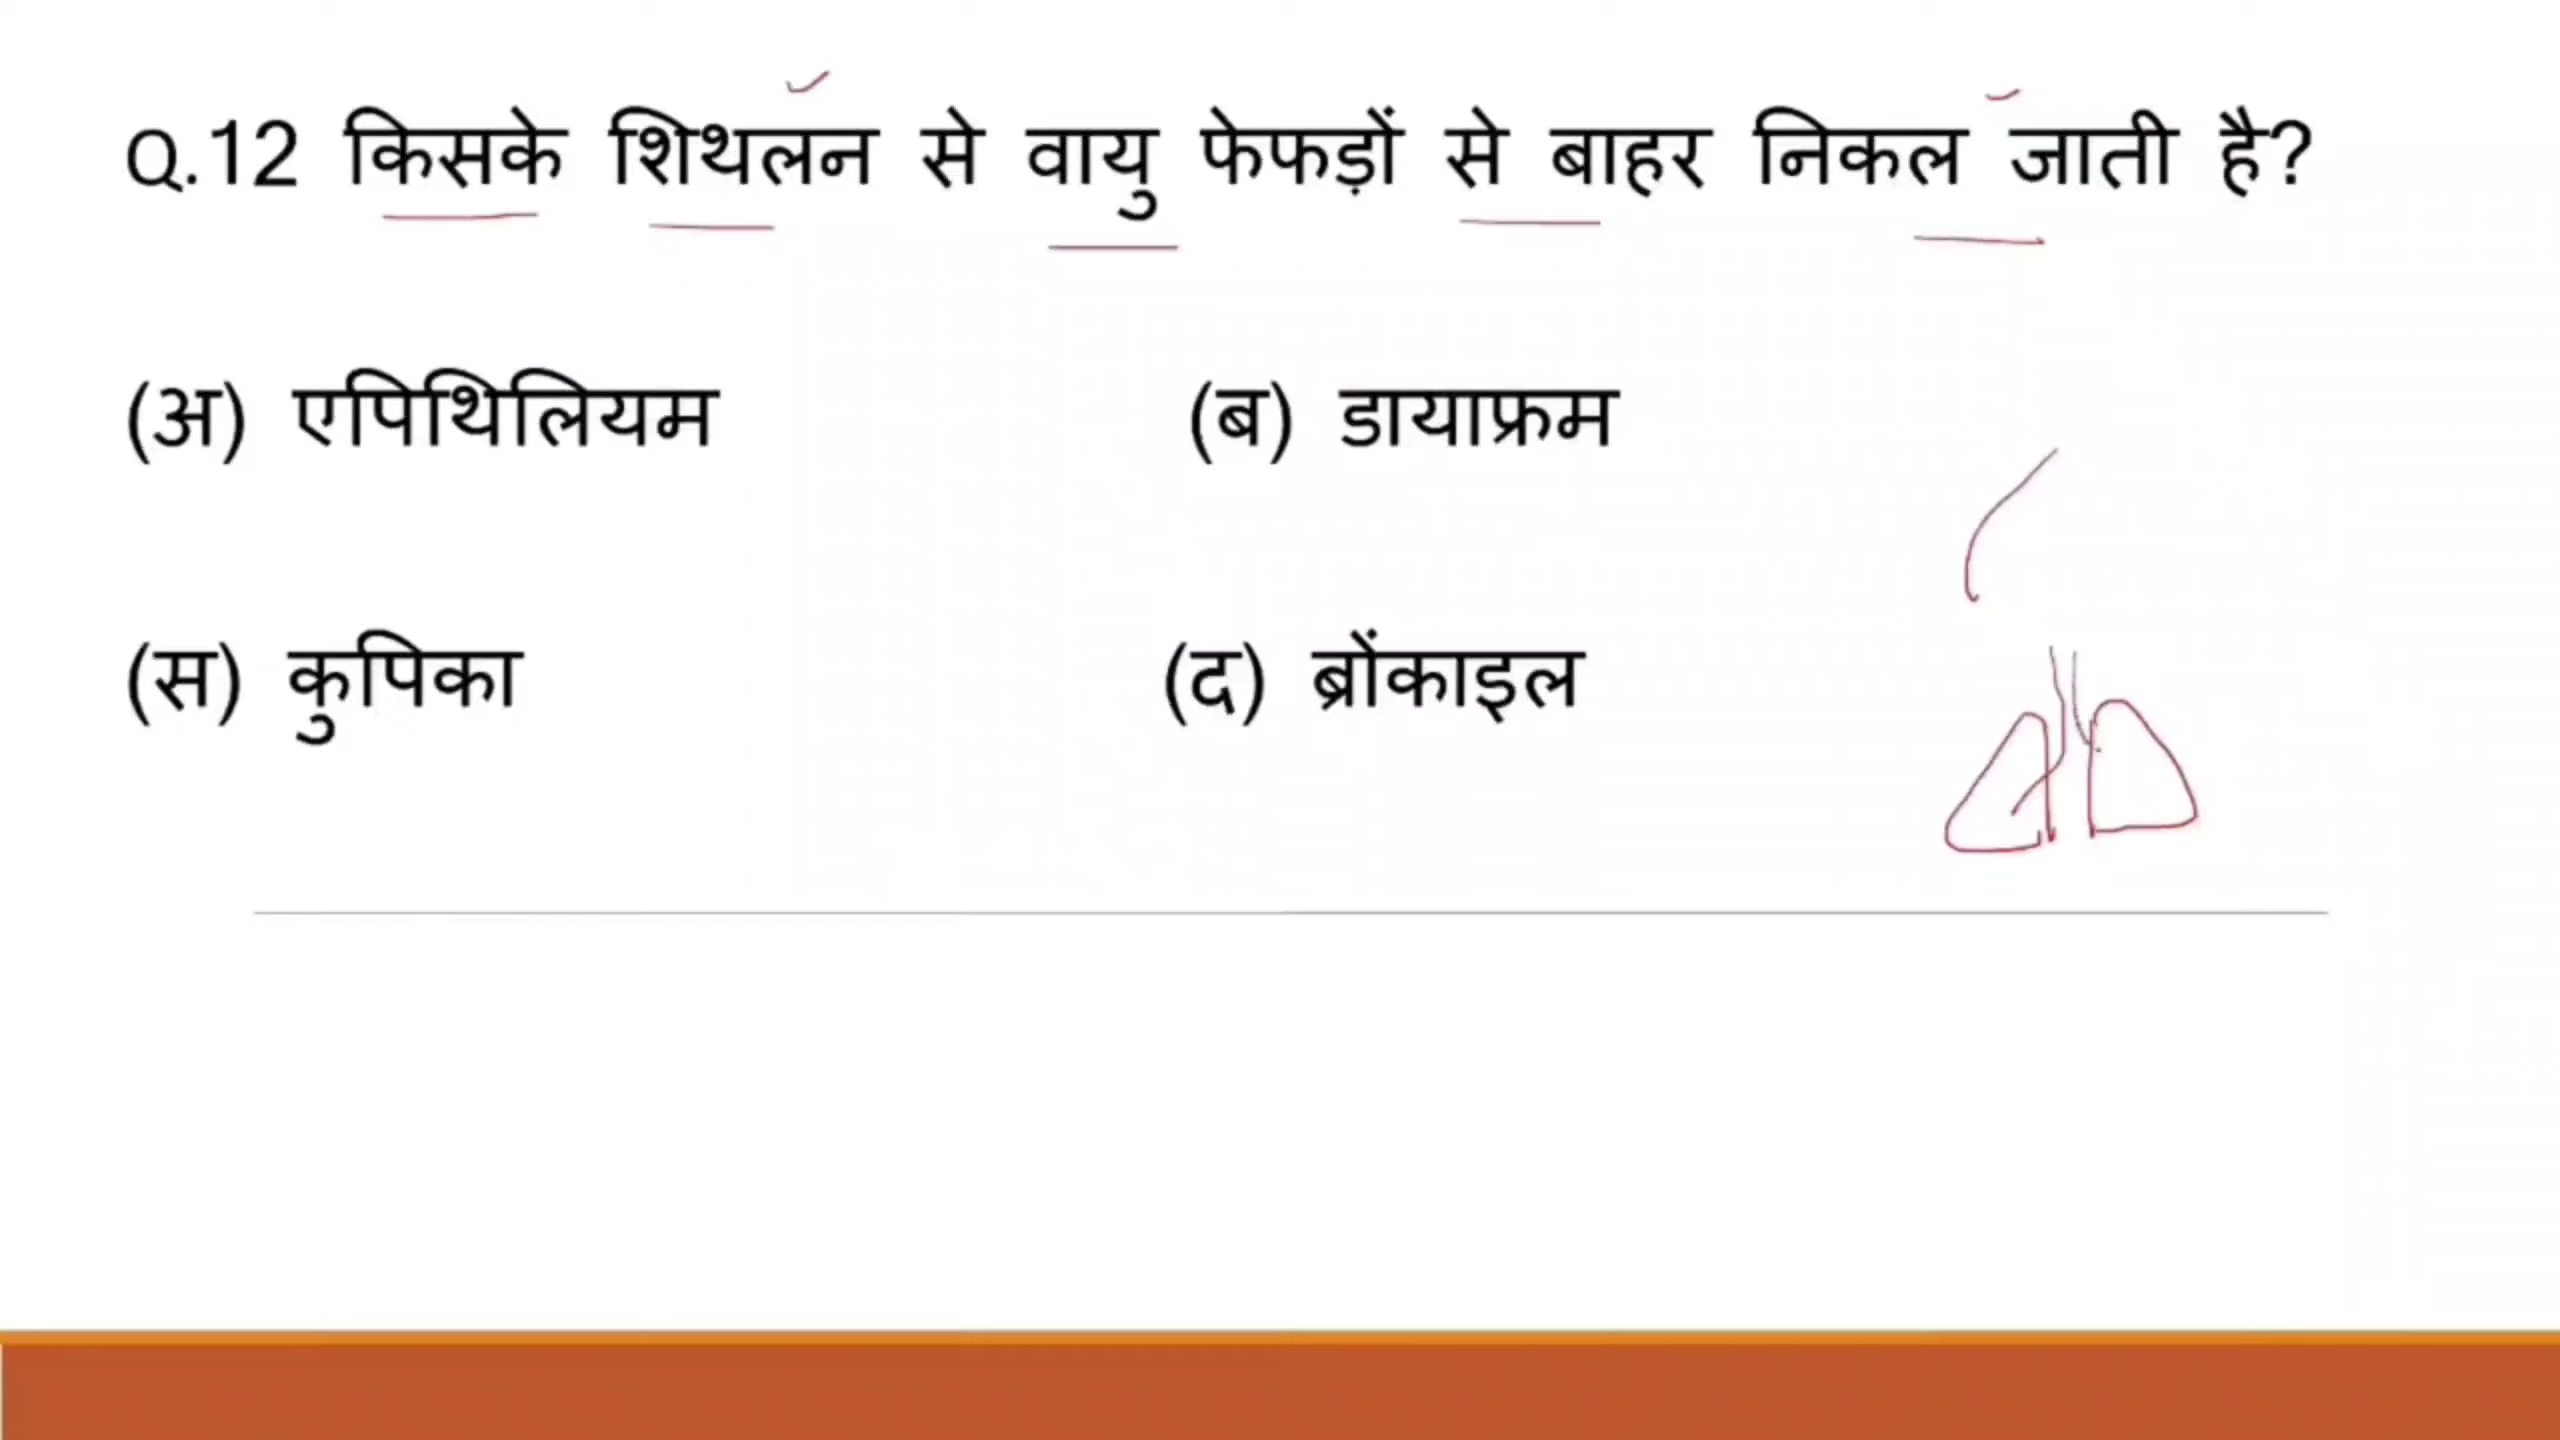 Q.12 किसके शिथलन से वायु फेफड़ों से बाहर निकल जाती है?
(अ) एपिथिलियम (ब) डायाफ्रम
(स) कुपिका (द) ब्रोंकाइल